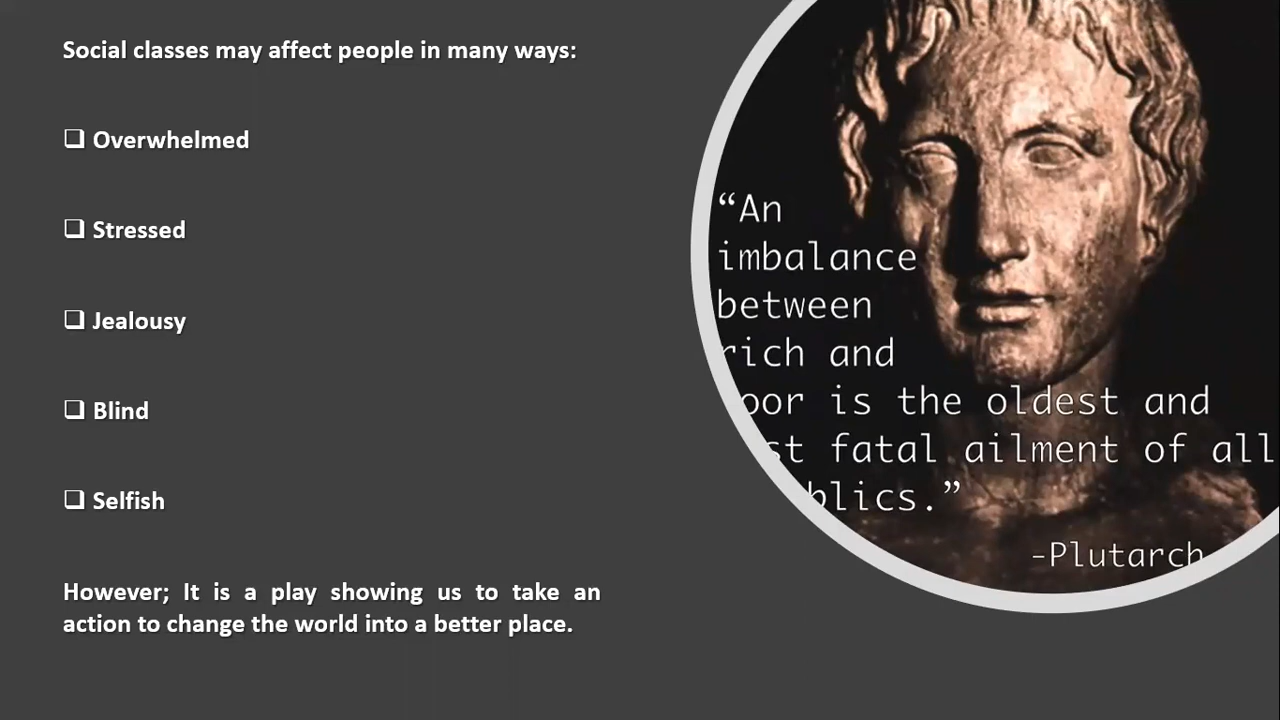 Social classes may affect people in many ways:
❑ Overwhelmed
❑ Stressed
❑ Jealousy
❑ Blind
❑ Selfish
However; It is a play showing us to take an
action to change the world into a better place.
“An
imbalance
between
rich and
is the oldest and
fatal ailment of all
-Plutarch